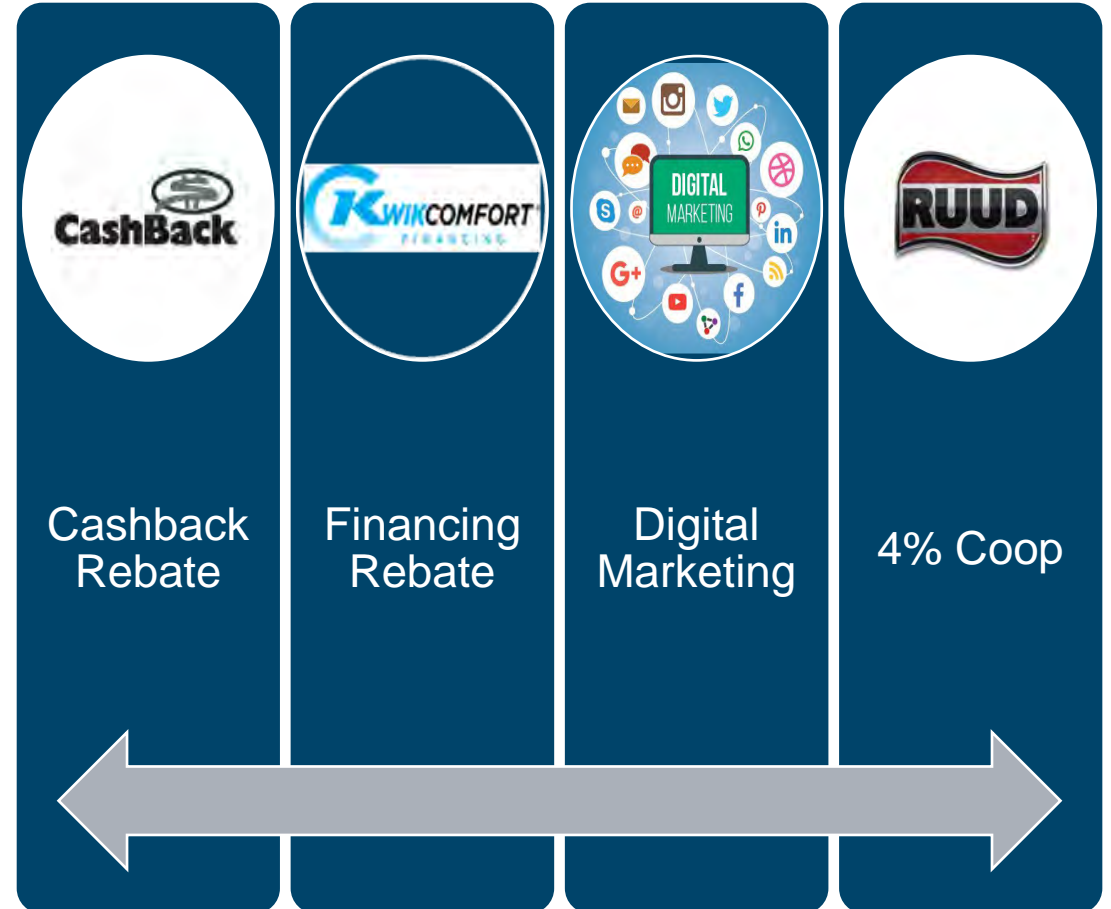 CashBack
KWIKCOMFORT
FINANCING
DIGITAL
MARKETING
RUUD
Cashback
Rebate
Financing
Rebate
Digital
Marketing
4% Coop